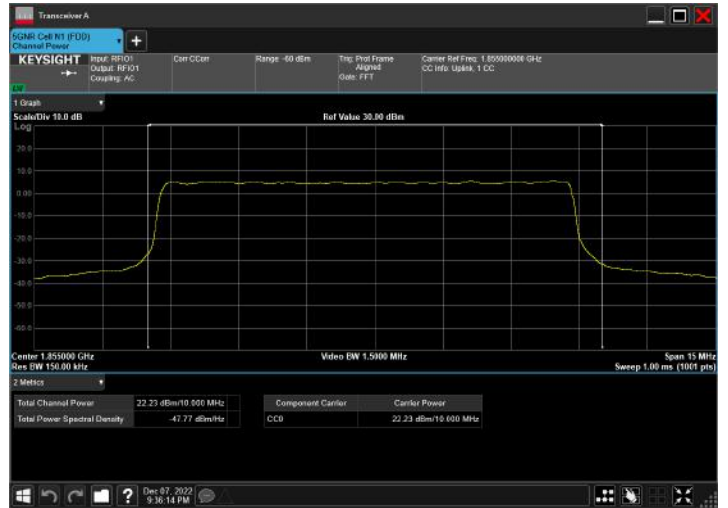 Transceiver A
5GNR Cell N1 (FDD)
Channel Power
KEYSIGHT
Input: RFIO1
Output: RFIO1
Coupling: AC
Corr CCorr
Range -60 dBm
Trig: Prot Frame
Aligned
Gate: FFT
Carrier Ref Freq: 1.855000000 GHz
CC Info: Uplink, 1 CC
1 Graph
Scale/Div 10.0 dB
Ref Value 30.00 dBm
Log
20.0
10.0
0.00
-10.0
-20.0
-30.0
-40.0
-50.0
-60.0
Center 1.855000 GHz
Video BW 1.5000 MHz
Span 15 MHz
Res BW 150.00 kHz
Sweep 1.00 ms (1001 pts)
2 Metrics
Total Channel Power 22.23 dBm/10.000 MHz
Total Power Spectral Density -47.77 dBm/Hz
Component Carrier Carrier Power
CC0 22.23 dBm/10.000 MHz
?
Dec 07, 2022
9:36:14 PM